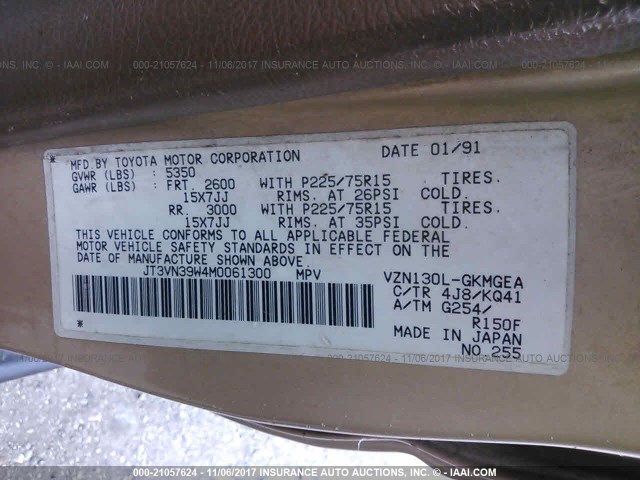 000-21057624 - 11/06/2017 - INSURANCE AUTO AUCTIONS, INC. - IAAI.COM
MFD. BY TOYOTA MOTOR CORPORATION DATE 01/91
GVWR (LBS) : 5350
GAWR (LBS) : FRT. 2600 WITH P225/75R15 TIRES.
15X7JJ RIMS. AT 26PSI COLD.
RR. 3000 WITH P225/75R15 TIRES.
15X7JJ RIMS. AT 35PSI COLD.
THIS VEHICLE CONFORMS TO ALL APPLICABLE FEDERAL
MOTOR VEHICLE SAFETY STANDARDS IN EFFECT ON THE
DATE OF MANUFACTURE SHOWN ABOVE.
JT3VN39W4M0061300 MPV VZN130L-GKMGEA
C/TR 4J8/KQ41
A/TM G254/
R150F
MADE IN JAPAN
NO. 255
000-21057624 - 11/06/2017 - INSURANCE AUTO AUCTIONS, INC. - IAAI.COM